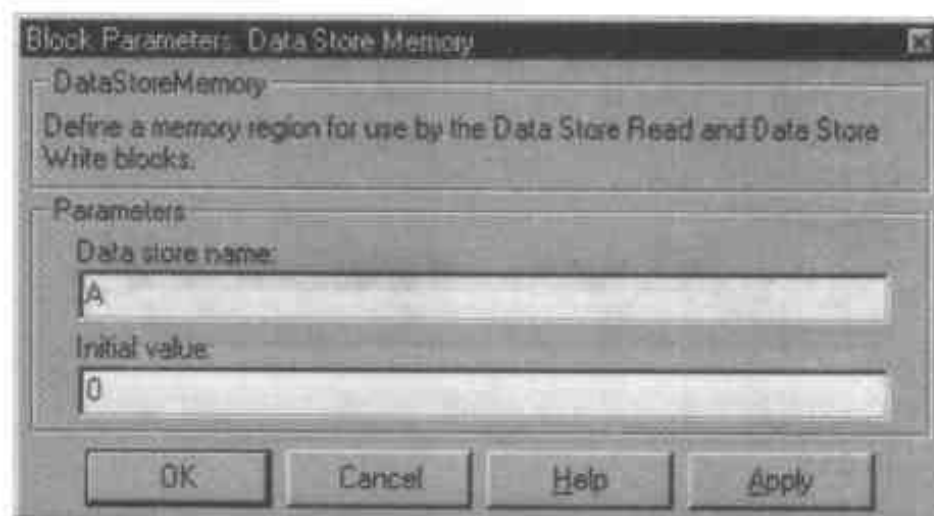 Block Parameters: Data Store Memory
DataStoreMemory
Define a memory region for use by the Data Store Read and Data Store
Write blocks.
Parameters
Data store name:
A
Initial value:
0
OK Cancel Help Apply